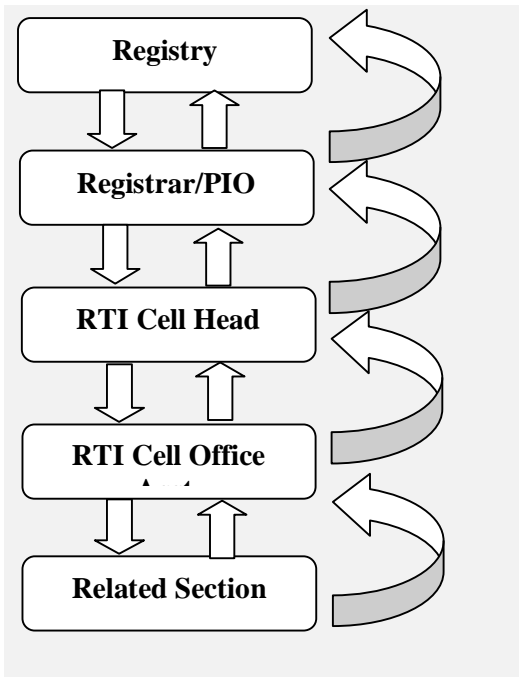 Registry
Registrar/PIO
RTI Cell Head
RTI Cell Office
Related Section